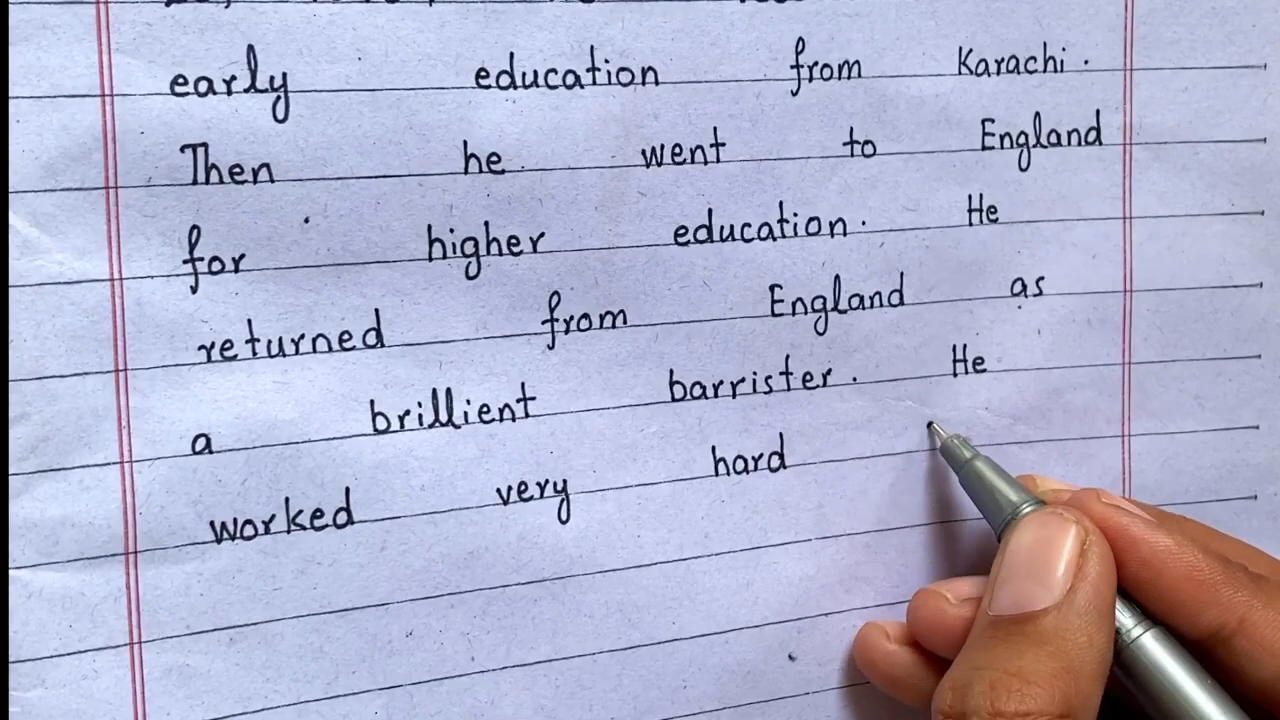 early education from Karachi.
Then he went to England
for higher education. He
returned from England as
a brillient barrister. He
worked very hard